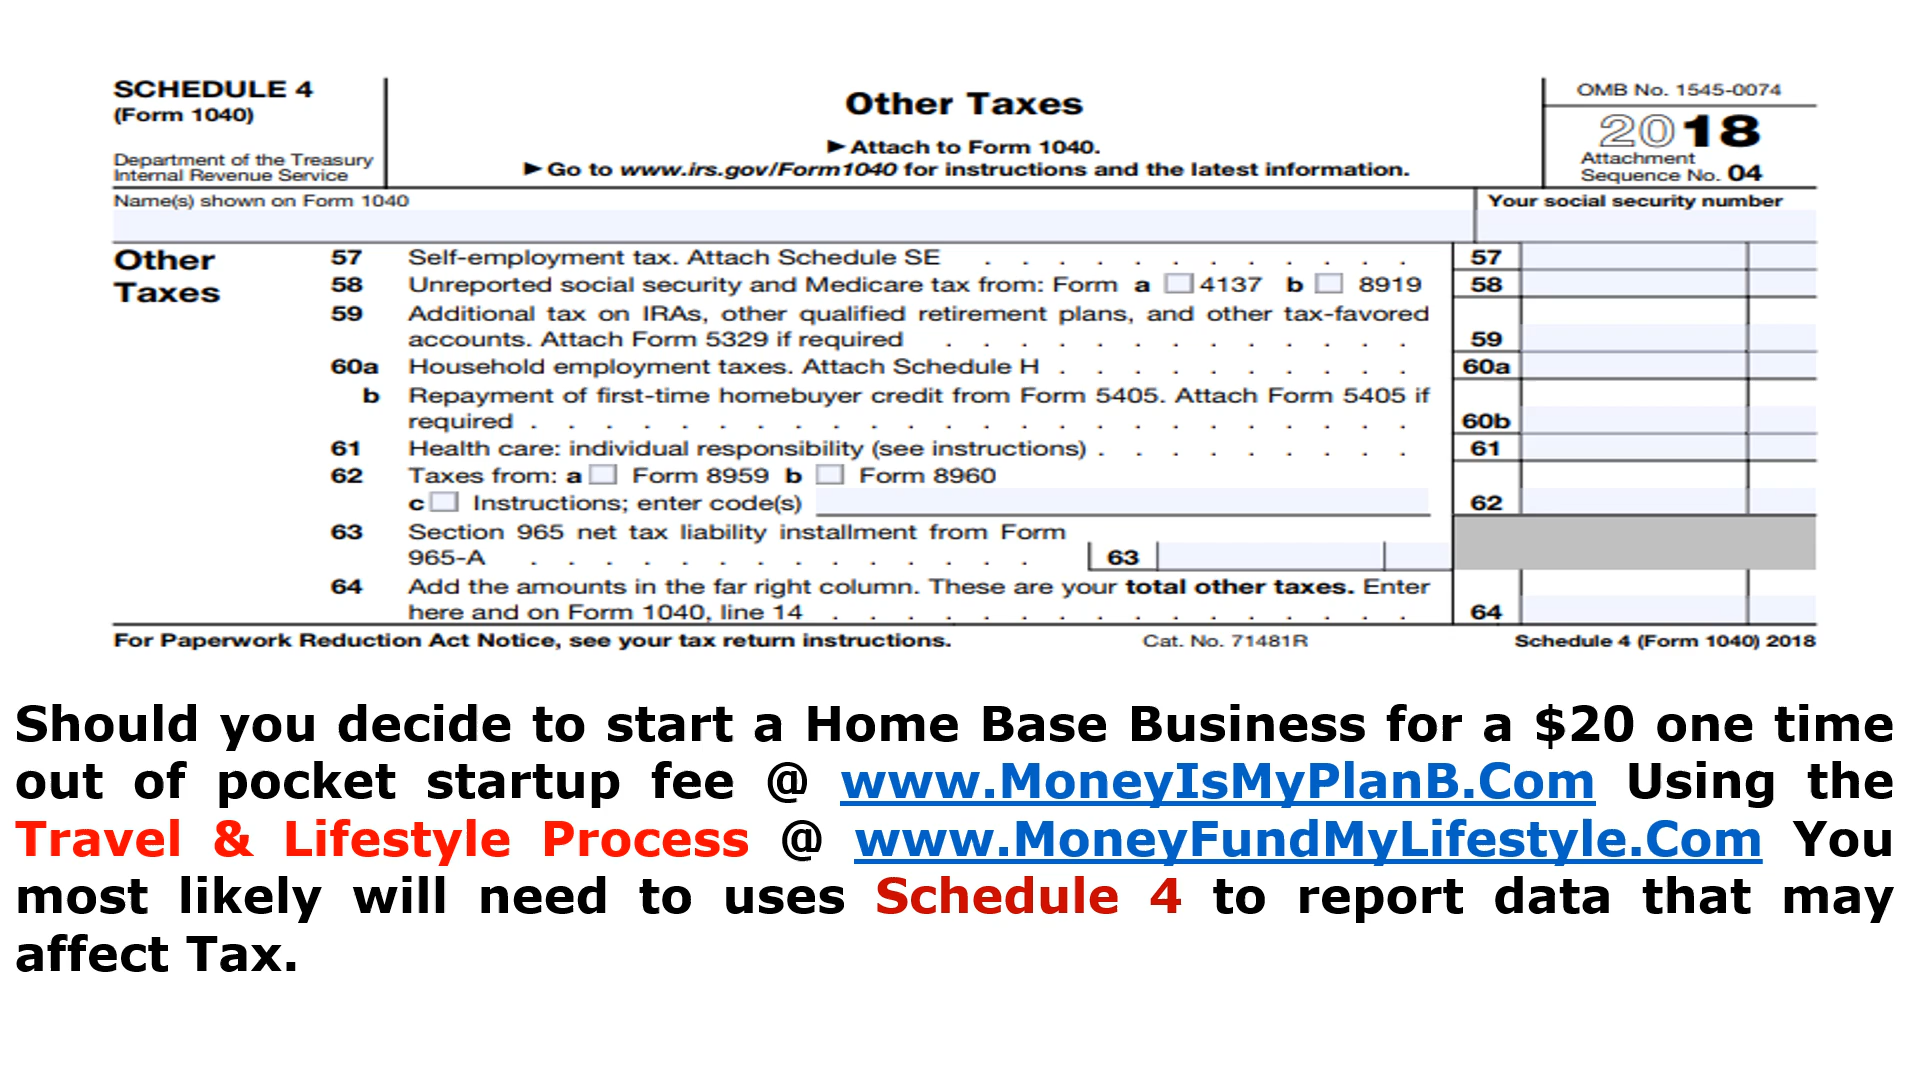 SCHEDULE 4
(Form 1040)
Department of the Treasury
Internal Revenue Service
Other Taxes
►Attach to Form 1040.
►Go to www.irs.gov/Form1040 for instructions and the latest information.
OMB No. 1545-0074
2018
Attachment
Sequence No. 04
Name(s) shown on Form 1040
Your social security number
Other
Taxes
57 Self-employment tax. Attach Schedule SE . . . . . . . . . . . . 57
58 Unreported social security and Medicare tax from: Form a 4137 b 8919 58
59 Additional tax on IRAs, other qualified retirement plans, and other tax-favored
accounts. Attach Form 5329 if required . . . . . . . . . . . . . 59
60a Household employment taxes. Attach Schedule H . . . . . . . . . . 60a
b Repayment of first-time homebuyer credit from Form 5405. Attach Form 5405 if
required . . . . . . . . . . . . . . . . . . . . . . . . 60b
61 Health care: individual responsibility (see instructions) . . . . . . . . . 61
62 Taxes from: a Form 8959 b Form 8960
c Instructions; enter code(s) 62
63 Section 965 net tax liability installment from Form
965-A . . . . . . . . . . . . . . 63
64 Add the amounts in the far right column. These are your total other taxes. Enter
here and on Form 1040, line 14 . . . . . . . . . . . . . . . . 64
For Paperwork Reduction Act Notice, see your tax return instructions. Cat. No. 71481R Schedule 4 (Form 1040) 2018
Should you decide to start a Home Base Business for a $20 one time
out of pocket startup fee @ www.MoneyIsMyPlanB.Com Using the
Travel & Lifestyle Process @ www.MoneyFundMyLifestyle.Com You
most likely will need to uses Schedule 4 to report data that may
affect Tax.